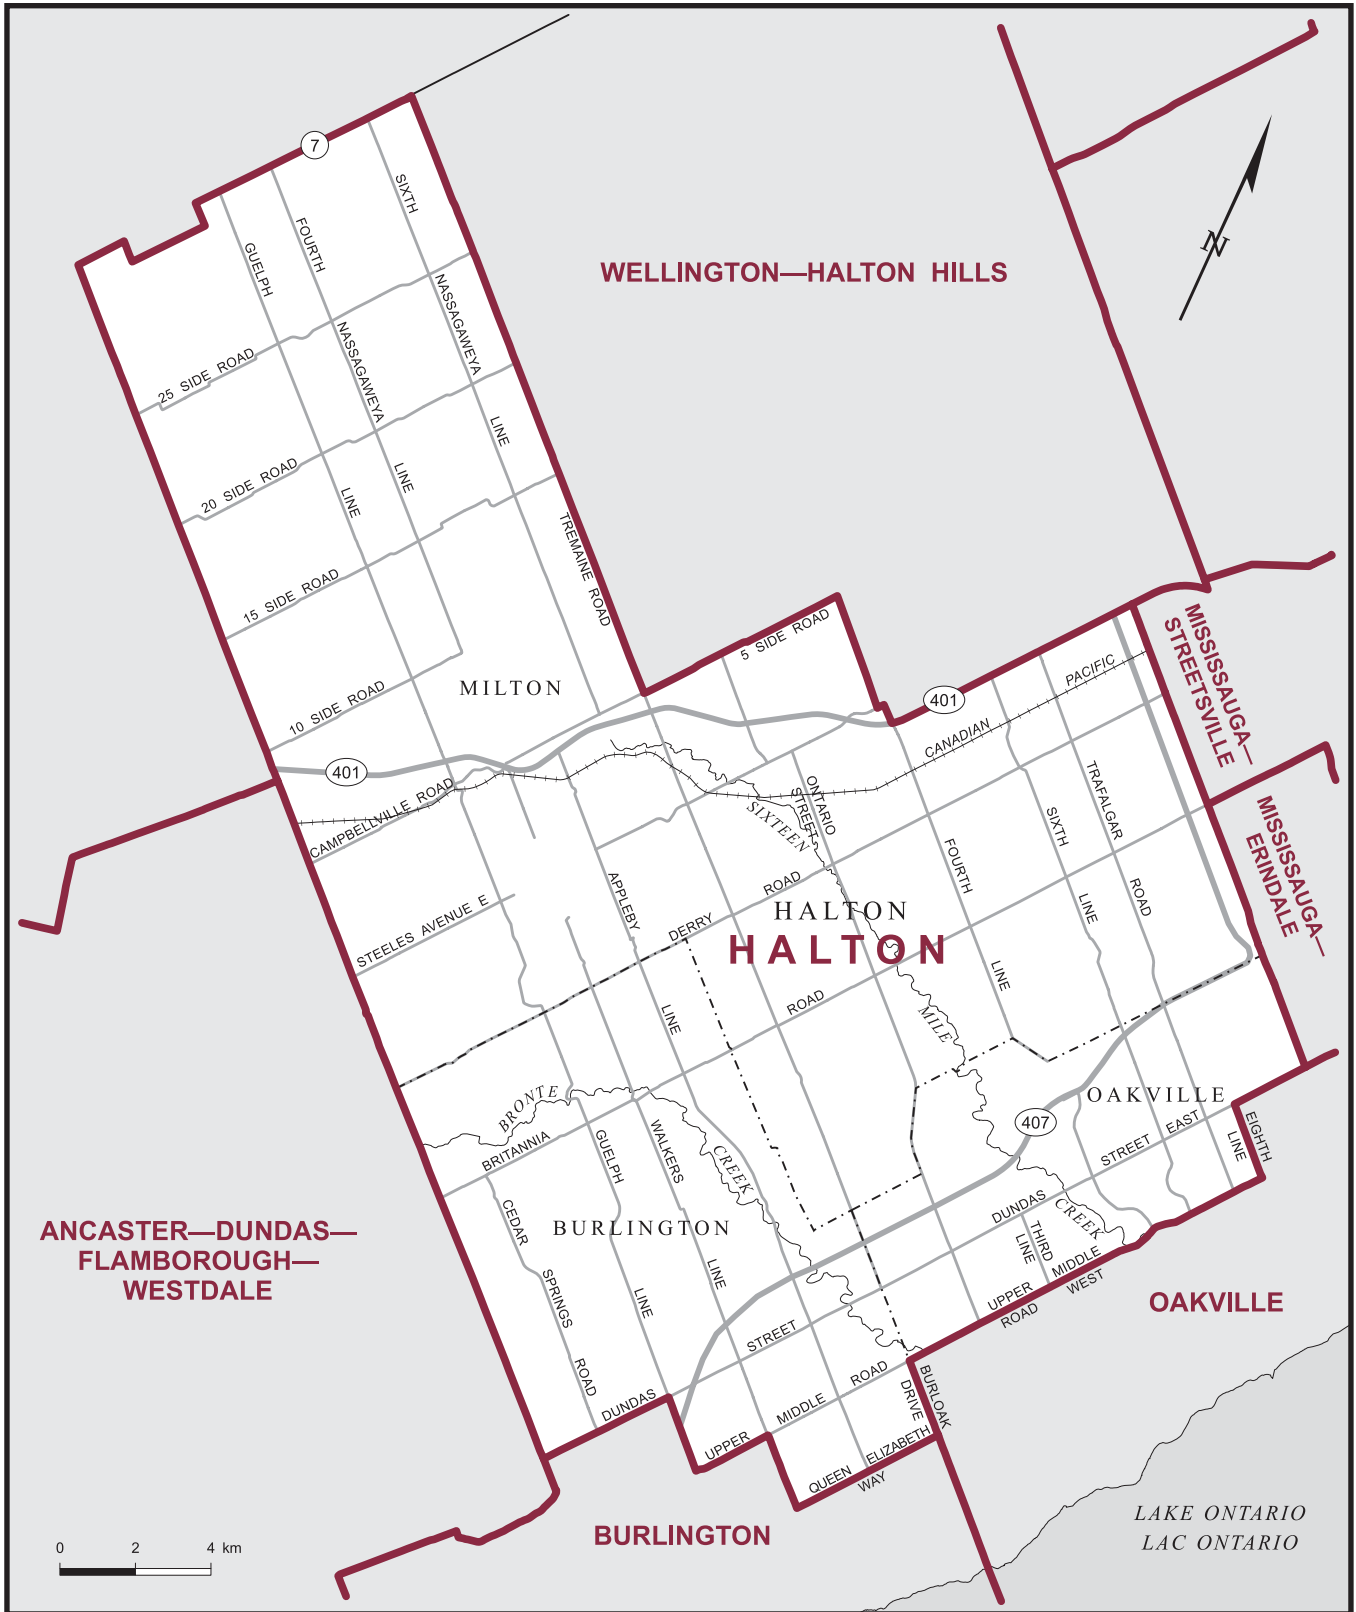 7
SIXTH
FOURTH
GUELPH
N
WELLINGTON—HALTON HILLS
NASSAGAWEYA
NASSAGAWEYA
25 SIDE ROAD
LINE
20 SIDE ROAD
LINE
LINE
TREMAINE ROAD
15 SIDE ROAD
5 SIDE ROAD
MISSISSAUGA—
STREETSVILLE
10 SIDE ROAD
MILTON
401
PACIFIC
CANADIAN
401
CAMPBELLVILLE ROAD
ONTARIO
STREET
SIXTEEN
TRAFALGAR
SIXTH
MISSISSAUGA—
ERINDALE
FOURTH
STEELES AVENUE E
APPLEBY
ROAD
DERRY
HALTON
HALTON
LINE
ROAD
LINE
ROAD
LINE
MILE
BRONTE
BRITANNIA
GUELPH
WALKERS
CREEK
407
OAKVILLE
STREET EAST
EIGHTH
LINE
CEDAR
SPRINGS
ROAD
BURLINGTON
DUNDAS
CREEK
THIRD
LINE
ANCASTER—DUNDAS—
FLAMBOROUGH—
WESTDALE
LINE
LINE
UPPER MIDDLE
ROAD WEST
OAKVILLE
STREET
DUNDAS
UPPER MIDDLE ROAD
BURLOAK
DRIVE
QUEEN ELIZABETH
WAY
BURLINGTON
LAKE ONTARIO
LAC ONTARIO
0 2 4 km